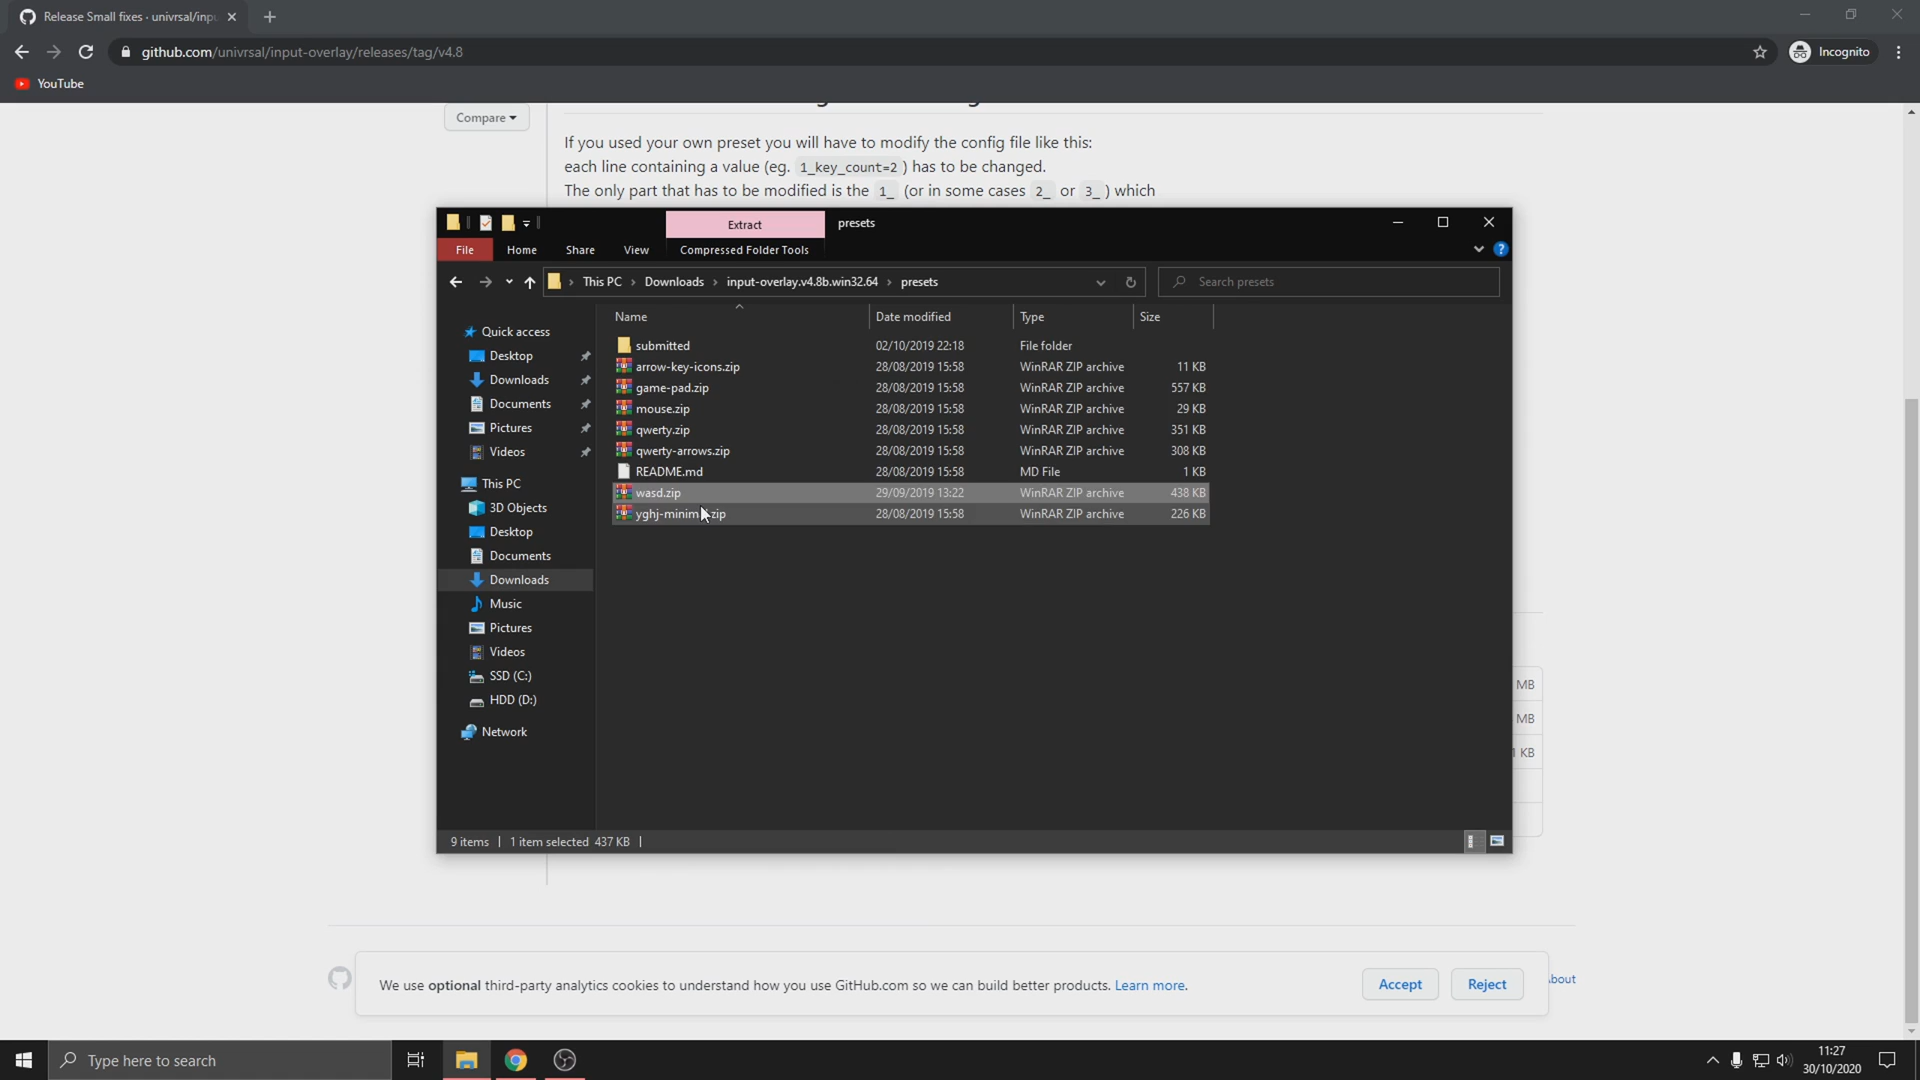 Release Small fixes · univrsal/inpu
github.com/univrsal/input-overlay/releases/tag/v4.8
Incognito
YouTube
Compare
If you used your own preset you will have to modify the config file like this:
each line containing a value (eg. 1_key_count=2 ) has to be changed.
The only part that has to be modified is the 1_ (or in some cases 2_ or 3_ ) which
Extract
presets
File
Home
Share
View
Compressed Folder Tools
This PC
Downloads
input-overlay.v4.8b.win32.64
presets
Search presets
Name
Date modified
Type
Size
Quick access
Desktop
Downloads
Documents
Pictures
Videos
This PC
3D Objects
Desktop
Documents
Downloads
Music
Pictures
Videos
SSD (C:)
HDD (D:)
Network
submitted 02/10/2019 22:18 File folder
arrow-key-icons.zip 28/08/2019 15:58 WinRAR ZIP archive 11 KB
game-pad.zip 28/08/2019 15:58 WinRAR ZIP archive 557 KB
mouse.zip 28/08/2019 15:58 WinRAR ZIP archive 29 KB
qwerty.zip 28/08/2019 15:58 WinRAR ZIP archive 351 KB
qwerty-arrows.zip 28/08/2019 15:58 WinRAR ZIP archive 308 KB
README.md 28/08/2019 15:58 MD File 1 KB
wasd.zip 29/09/2019 13:22 WinRAR ZIP archive 438 KB
yghj-minim zip 28/08/2019 15:58 WinRAR ZIP archive 226 KB
MB
MB
1 KB
9 items
1 item selected 437 KB
We use optional third-party analytics cookies to understand how you use GitHub.com so we can build better products. Learn more.
Accept
Reject
bout
Type here to search
11:27
30/10/2020